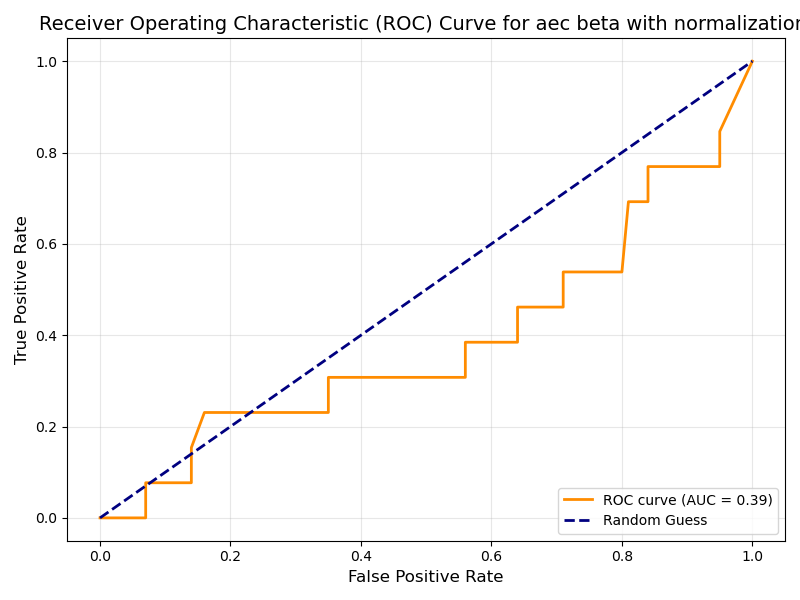 Receiver Operating Characteristic (ROC) Curve for aec beta with normalization
True Positive Rate
1.0
0.8
0.6
0.4
0.2
0.0
0.0 0.2 0.4 0.6 0.8 1.0
False Positive Rate
ROC curve (AUC = 0.39)
Random Guess